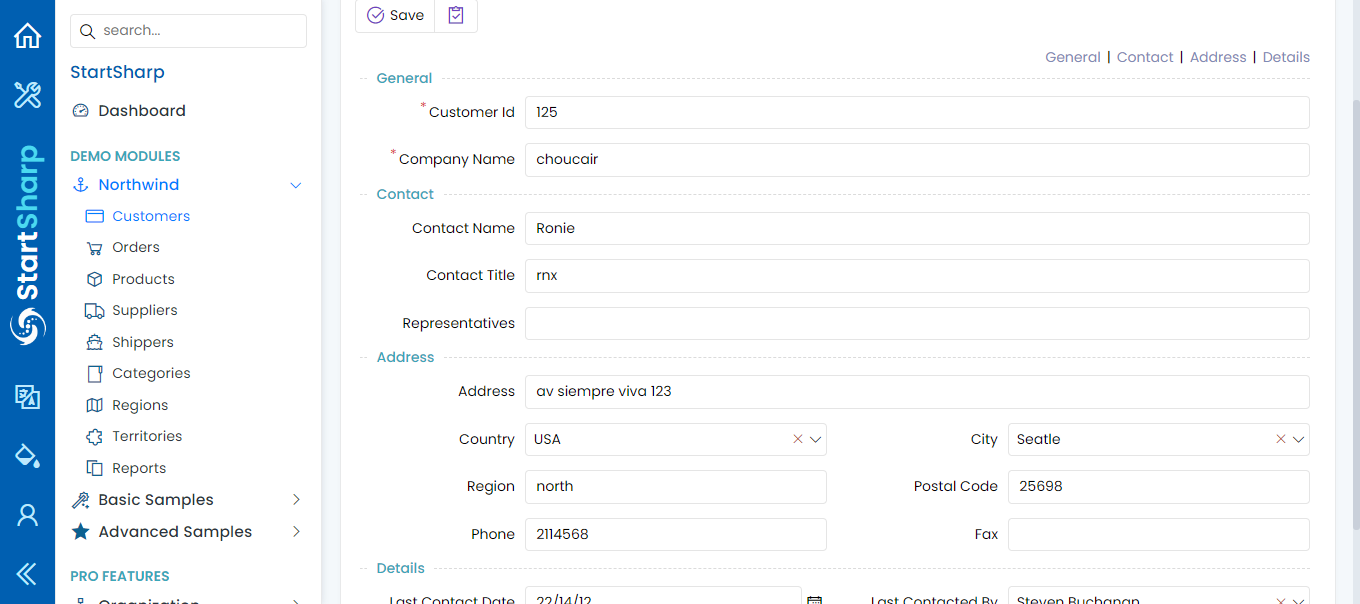 StartSharp
search...
StartSharp
Dashboard
DEMO MODULES
Northwind
Customers
Orders
Products
Suppliers
Shippers
Categories
Regions
Territories
Reports
Basic Samples
Advanced Samples
PRO FEATURES
Organization
Save
General | Contact | Address | Details
General
*Customer Id 125
*Company Name choucair
Contact
Contact Name Ronie
Contact Title rnx
Representatives
Address
Address av siempre viva 123
Country USA City Seatle
Region north Postal Code 25698
Phone 2114568 Fax
Details
Last Contact Date 22/14/12 Last Contacted By Steven Buchanan